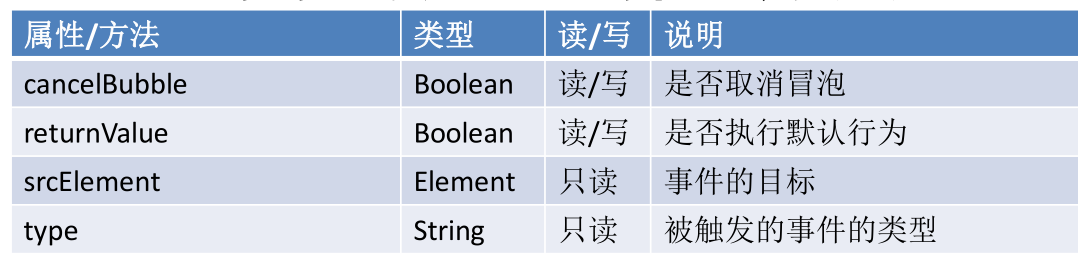 属性/方法 类型 读/写 说明
cancelBubble Boolean 读/写 是否取消冒泡
returnValue Boolean 读/写 是否执行默认行为
srcElement Element 只读 事件的目标
type String 只读 被触发的事件的类型